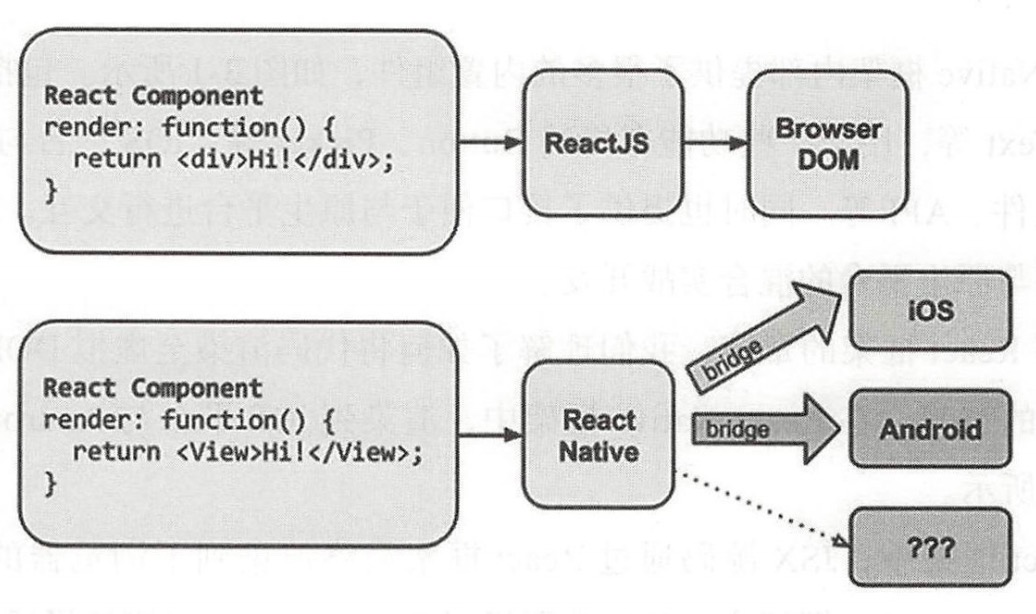 React Component
render: function() {
return <div>Hi!</div>;
}
ReactJS
Browser
DOM
React Component
render: function() {
return <View>Hi!</View>;
}
React
Native
bridge
iOS
bridge
Android
???